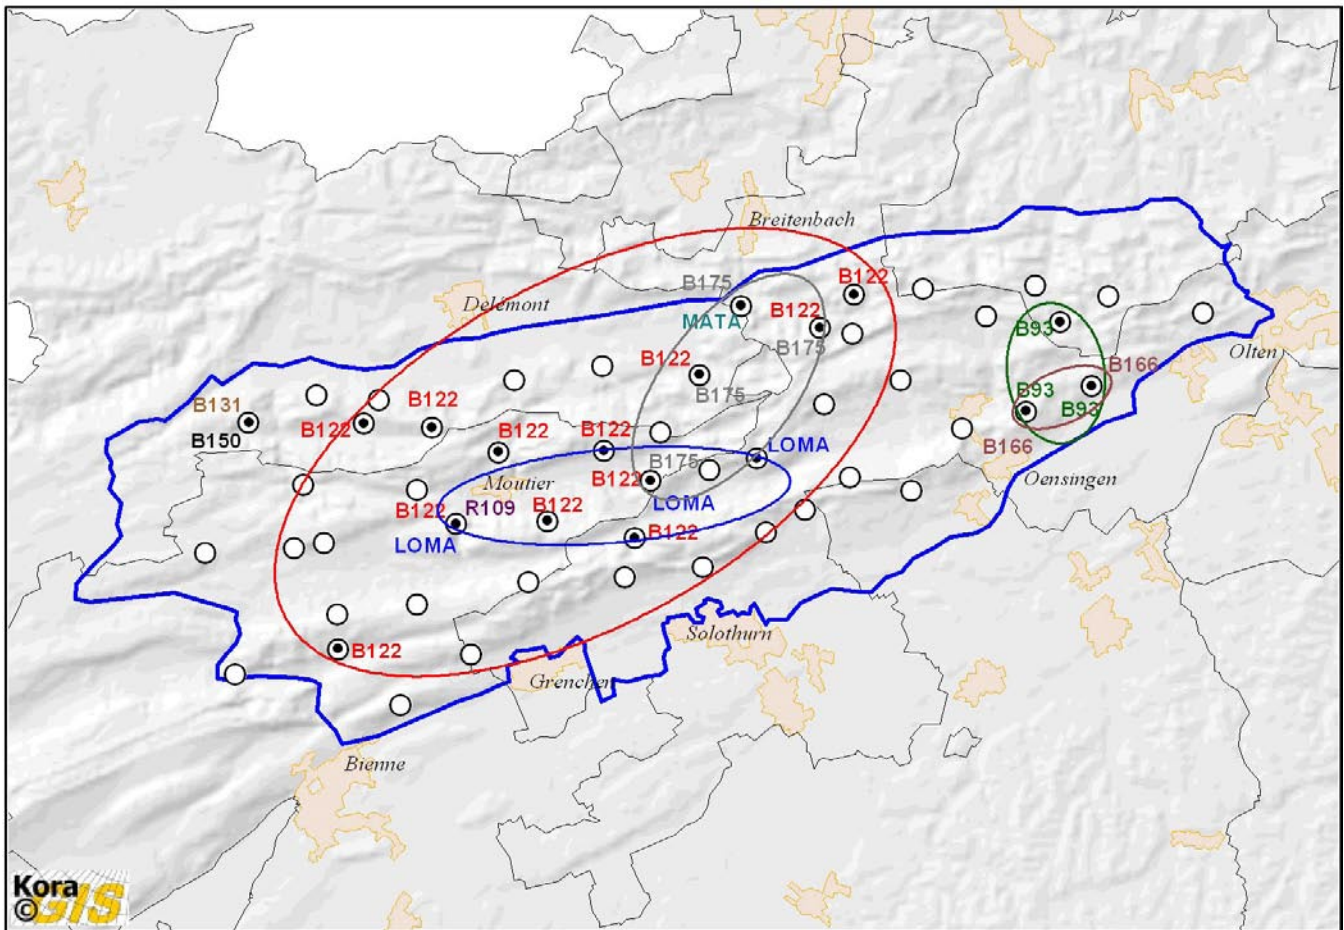 Breitenbach
B175
B122
Delémont
MATA
B122
B93
B175
Olten
B122
B166
B175
B93
B93
B131
B122
B122
B150
B122
B122
LOMA
B166
B175
Moutier
B122
Oensingen
B122
R109
B122
LOMA
LOMA
B122
Solothurn
B122
Grenchen
Bienne
Kora
©GIS